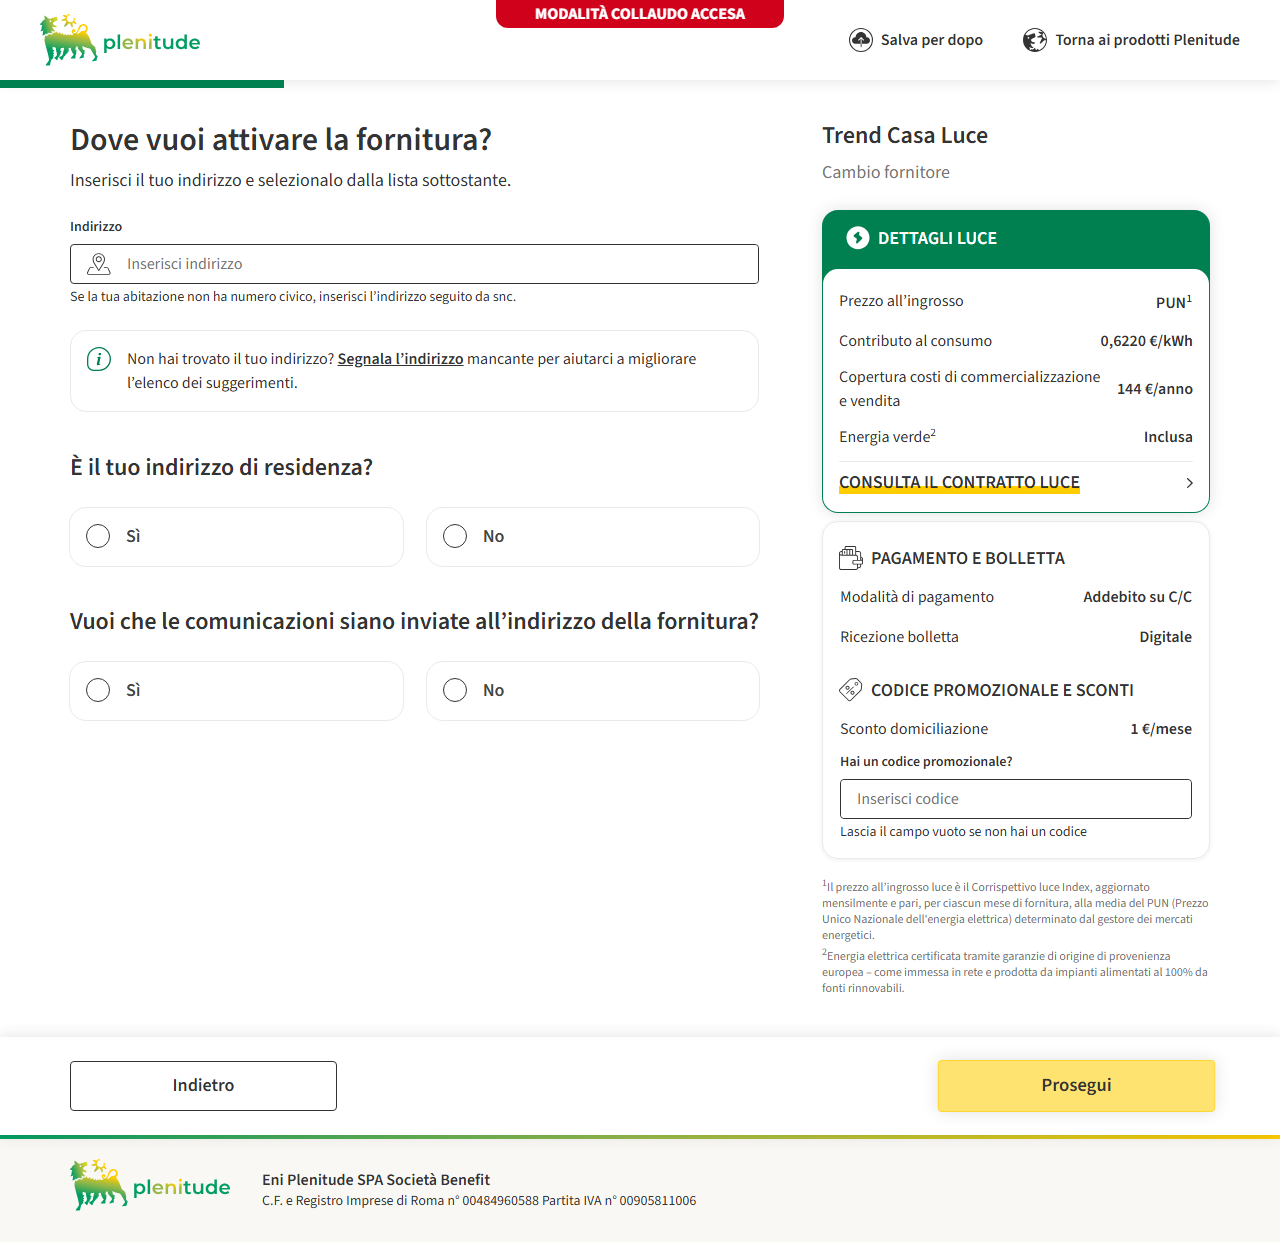 MODALITÀ COLLAUDO ACCESA
plenitude
Salva per dopo
Torna ai prodotti Plenitude
Dove vuoi attivare la fornitura?
Inserisci il tuo indirizzo e selezionalo dalla lista sottostante.
Indirizzo
Inserisci indirizzo
Se la tua abitazione non ha numero civico, inserisci l’indirizzo seguito da snc.
Non hai trovato il tuo indirizzo? Segnala l’indirizzo mancante per aiutarci a migliorare
l’elenco dei suggerimenti.
È il tuo indirizzo di residenza?
Sì
No
Vuoi che le comunicazioni siano inviate all’indirizzo della fornitura?
Sì
No
Trend Casa Luce
Cambio fornitore
DETTAGLI LUCE
Prezzo all’ingrosso PUN¹
Contributo al consumo 0,6220 €/kWh
Copertura costi di commercializzazione
e vendita 144 €/anno
Energia verde² Inclusa
CONSULTA IL CONTRATTO LUCE
PAGAMENTO E BOLLETTA
Modalità di pagamento Addebito su C/C
Ricezione bolletta Digitale
CODICE PROMOZIONALE E SCONTI
Sconto domiciliazione 1 €/mese
Hai un codice promozionale?
Inserisci codice
Lascia il campo vuoto se non hai un codice
¹Il prezzo all’ingrosso luce è il Corrispettivo luce Index, aggiornato
mensilmente e pari, per ciascun mese di fornitura, alla media del PUN (Prezzo
Unico Nazionale dell'energia elettrica) determinato dal gestore dei mercati
energetici.
²Energia elettrica certificata tramite garanzie di origine di provenienza
europea – come immessa in rete e prodotta da impianti alimentati al 100% da
fonti rinnovabili.
Indietro
Prosegui
plenitude
Eni Plenitude SPA Società Benefit
C.F. e Registro Imprese di Roma n° 00484960588 Partita IVA n° 00905811006